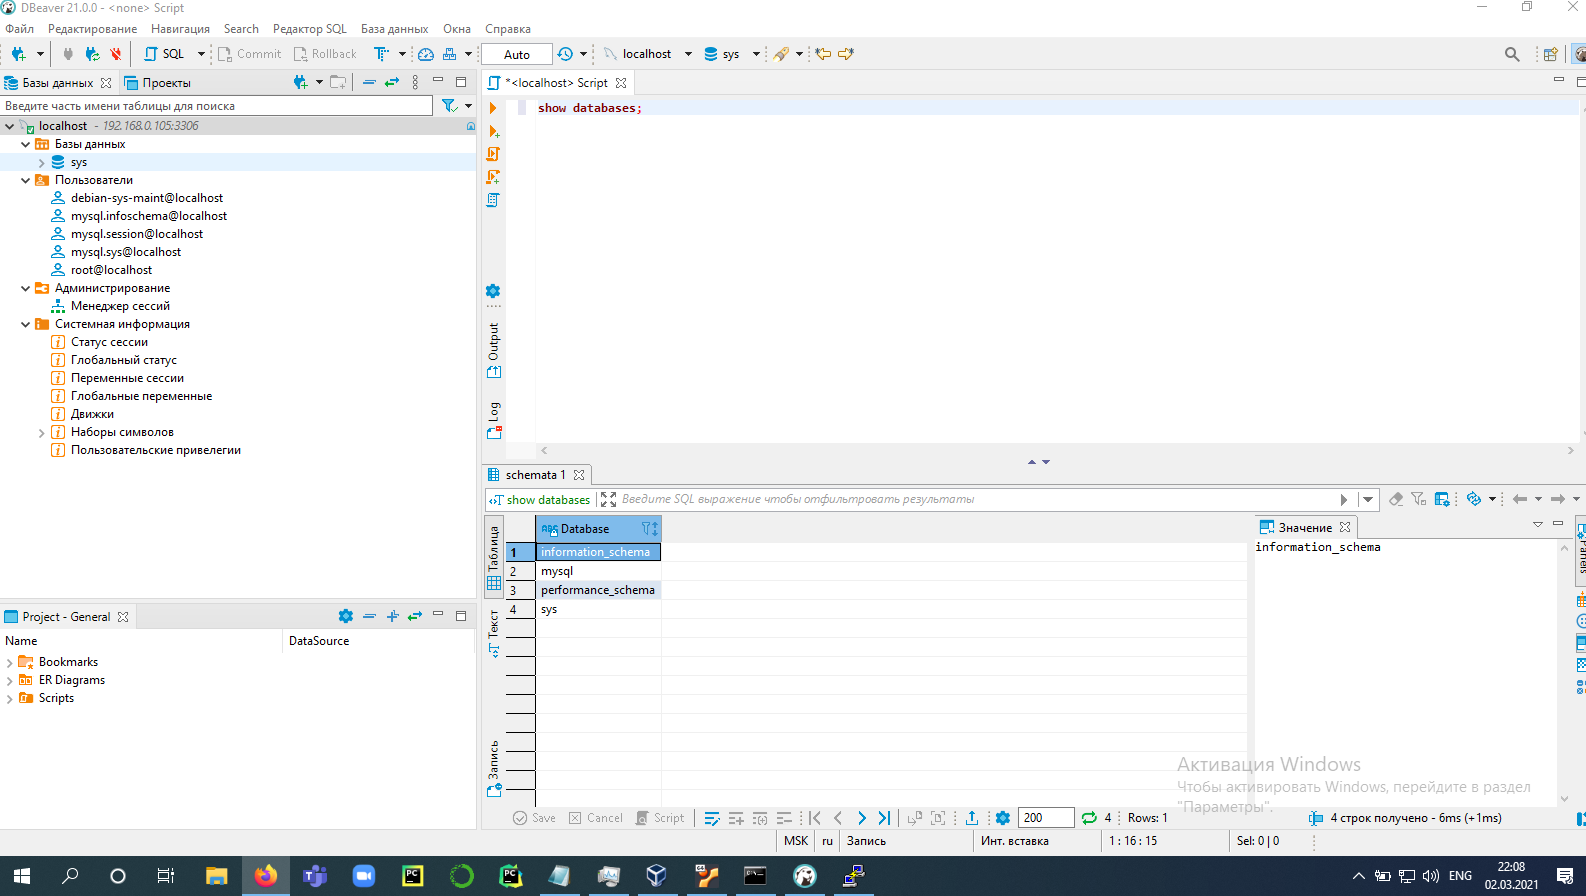 DBeaver 21.0.0 - <none> Script
Файл Редактирование Навигация Search Редактор SQL База данных Окна Справка
SQL Commit Rollback Auto localhost sys
Базы данных Проекты
*<localhost> Script
Введите часть имени таблицы для поиска
show databases;
localhost - 192.168.0.105:3306
Базы данных
sys
Пользователи
debian-sys-maint@localhost
mysql.infoschema@localhost
mysql.session@localhost
mysql.sys@localhost
root@localhost
Администрирование
Менеджер сессий
Системная информация
Статус сессии
Глобальный статус
Переменные сессии
Глобальные переменные
Движки
Наборы символов
Пользовательские привелегии
Output
Log
schemata 1
show databases Введите SQL выражение чтобы отфильтровать результаты
Таблица
Текст
Запись
Database
1 information_schema
2 mysql
3 performance_schema
4 sys
Значение
information_schema
Panels
Project - General
Name DataSource
Bookmarks
ER Diagrams
Scripts
Активация Windows
Чтобы активировать Windows, перейдите в раздел
"Параметры".
Save Cancel Script 200 4 Rows: 1 4 строк получено - 6ms (+1ms)
MSK ru Запись Инт. вставка 1 : 16 : 15 Sel: 0 | 0
ENG
22:08
02.03.2021